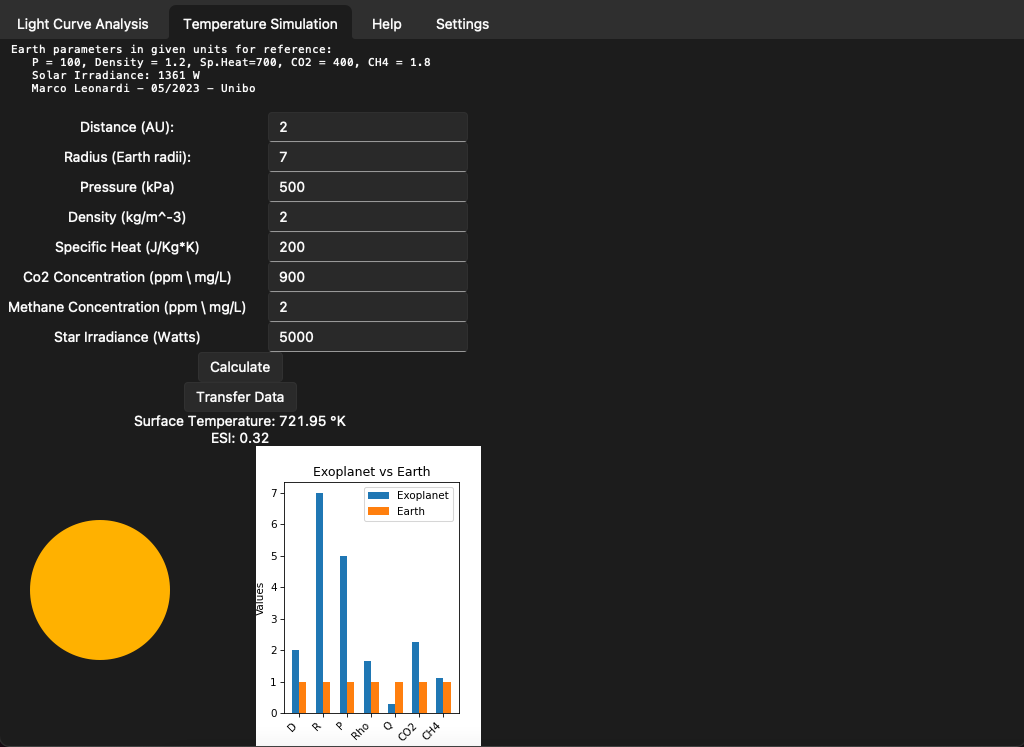 Light Curve Analysis Temperature Simulation Help Settings
Earth parameters in given units for reference:
P = 100, Density = 1.2, Sp.Heat=700, CO2 = 400, CH4 = 1.8
Solar Irradiance: 1361 W
Marco Leonardi - 05/2023 - Unibo
Distance (AU): 2
Radius (Earth radii): 7
Pressure (kPa) 500
Density (kg/m^-3) 2
Specific Heat (J/Kg*K) 200
Co2 Concentration (ppm \ mg/L) 900
Methane Concentration (ppm \ mg/L) 2
Star Irradiance (Watts) 5000
Calculate
Transfer Data
Surface Temperature: 721.95 °K
ESI: 0.32
Exoplanet vs Earth
Exoplanet
Earth
7
6
5
4
3
2
1
0
Values
D R P Rho Q CO2 CH4